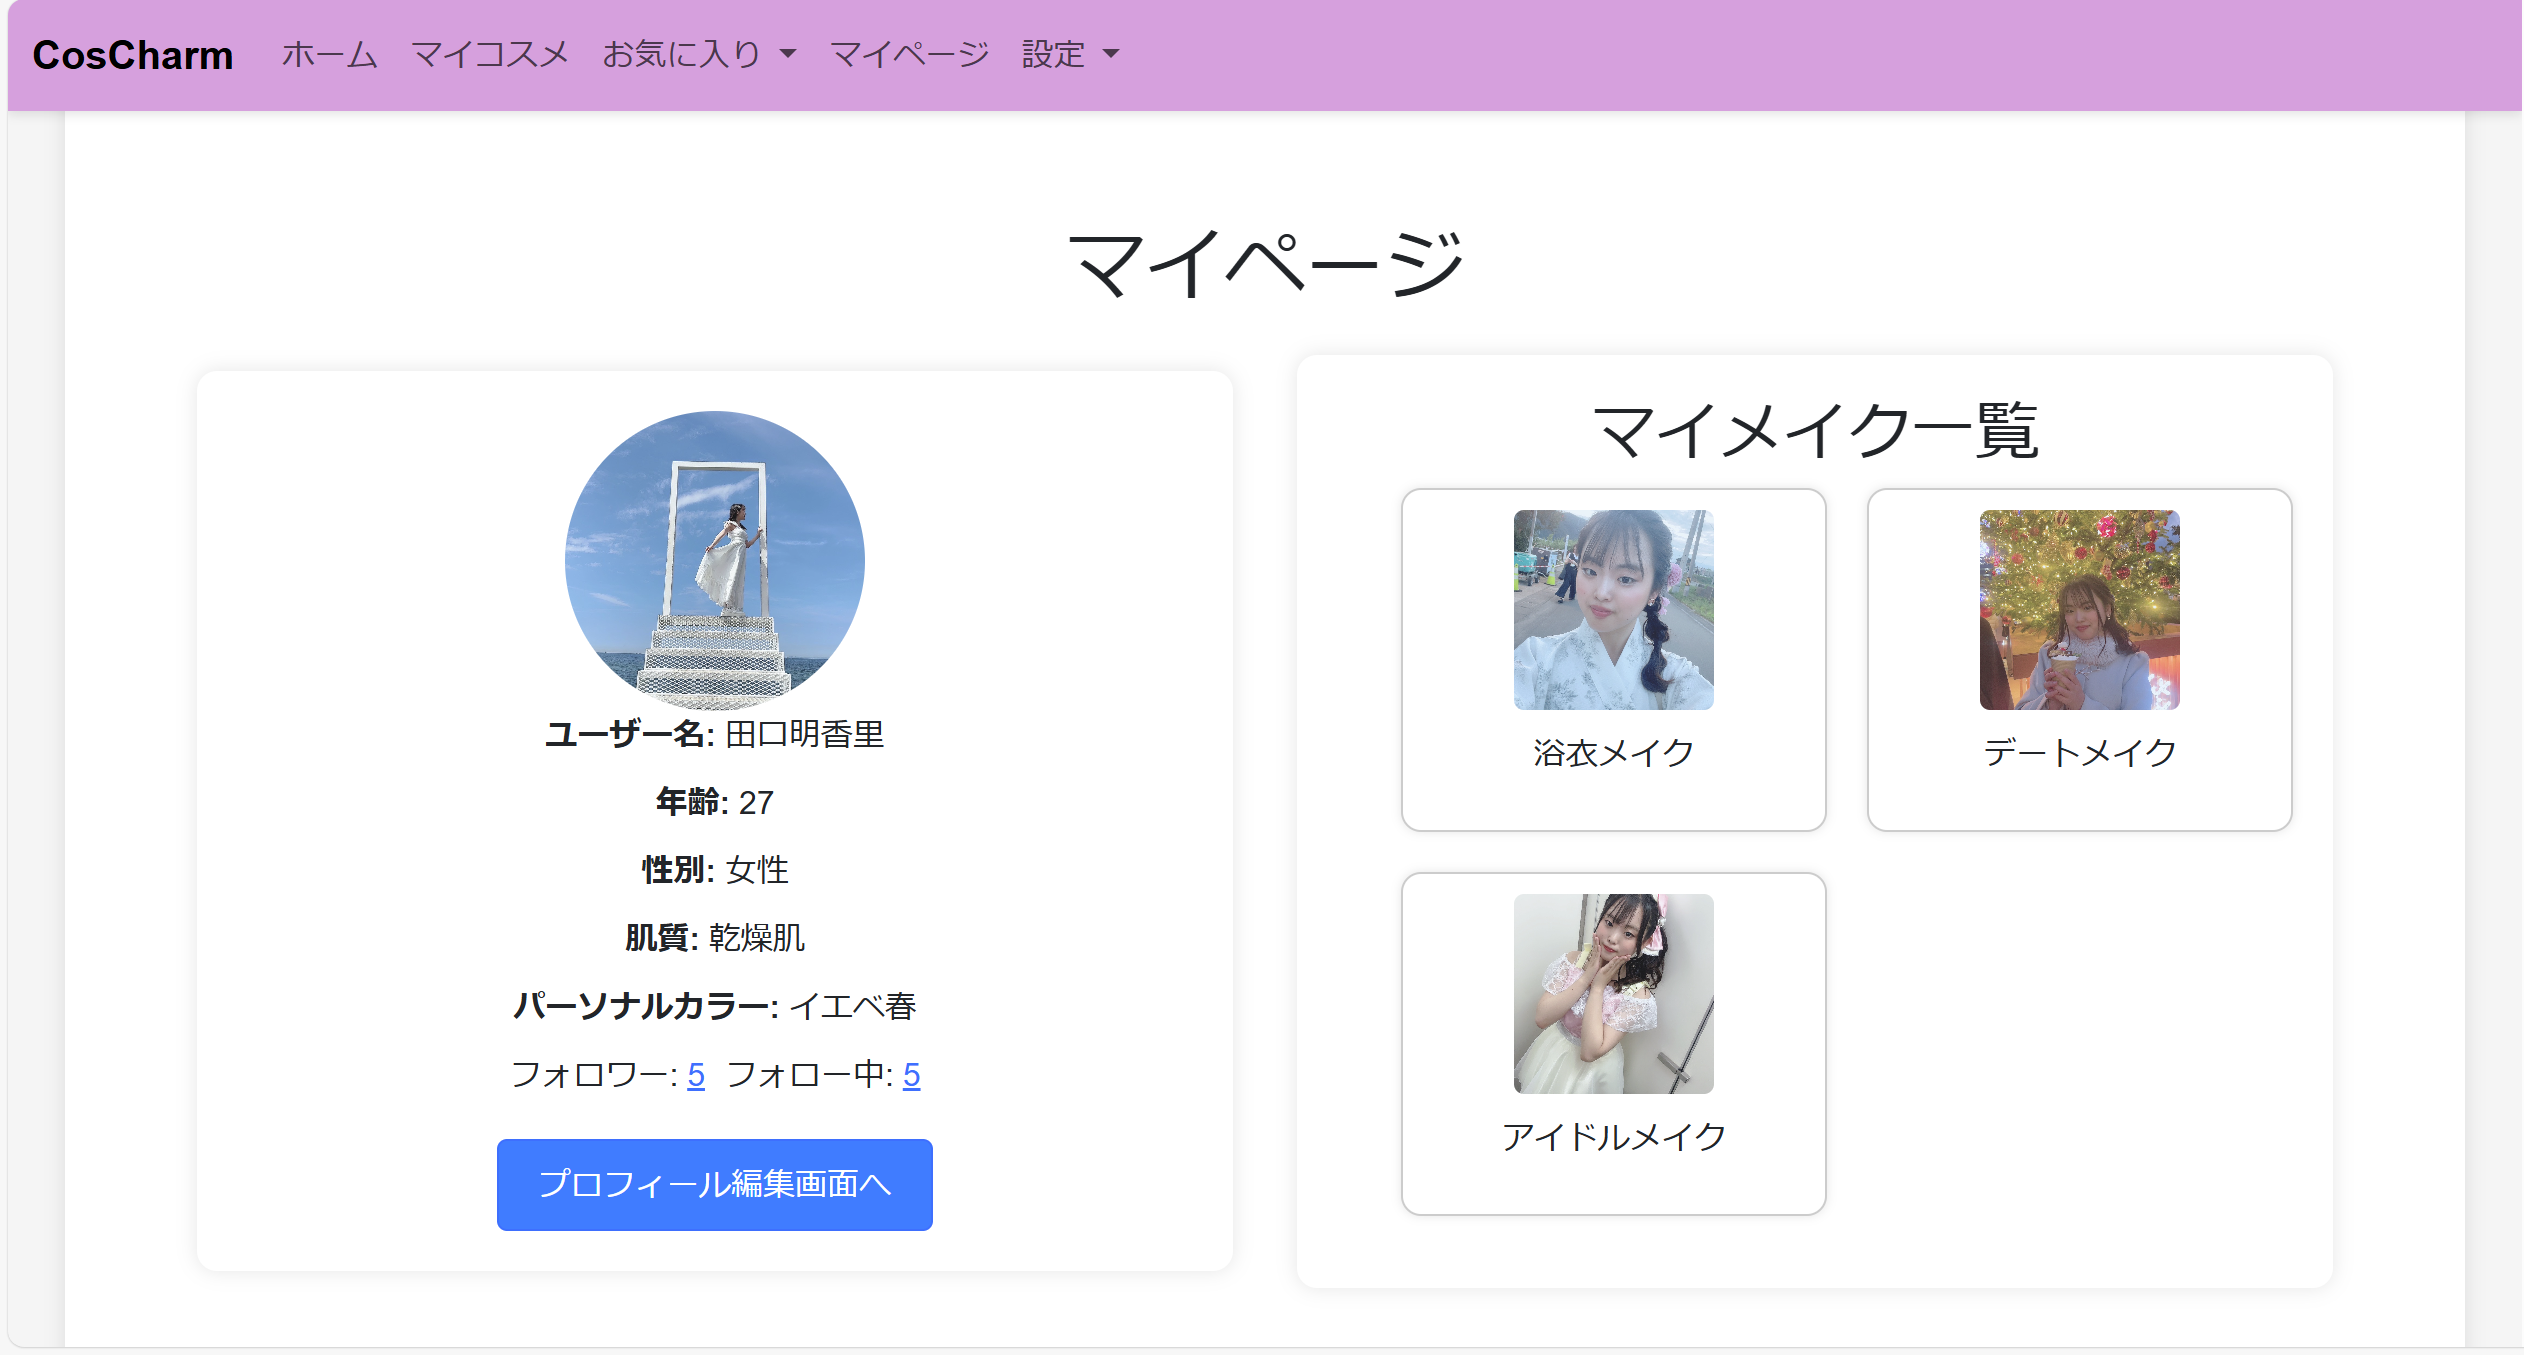 CosCharm ホーム マイコスメ お気に入り マイページ 設定
マイページ
ユーザー名: 田口明香里
年齢: 27
性別: 女性
肌質: 乾燥肌
パーソナルカラー: イエベ春
フォロワー: 5 フォロー中: 5
プロフィール編集画面へ
マイメイク一覧
浴衣メイク
デートメイク
アイドルメイク